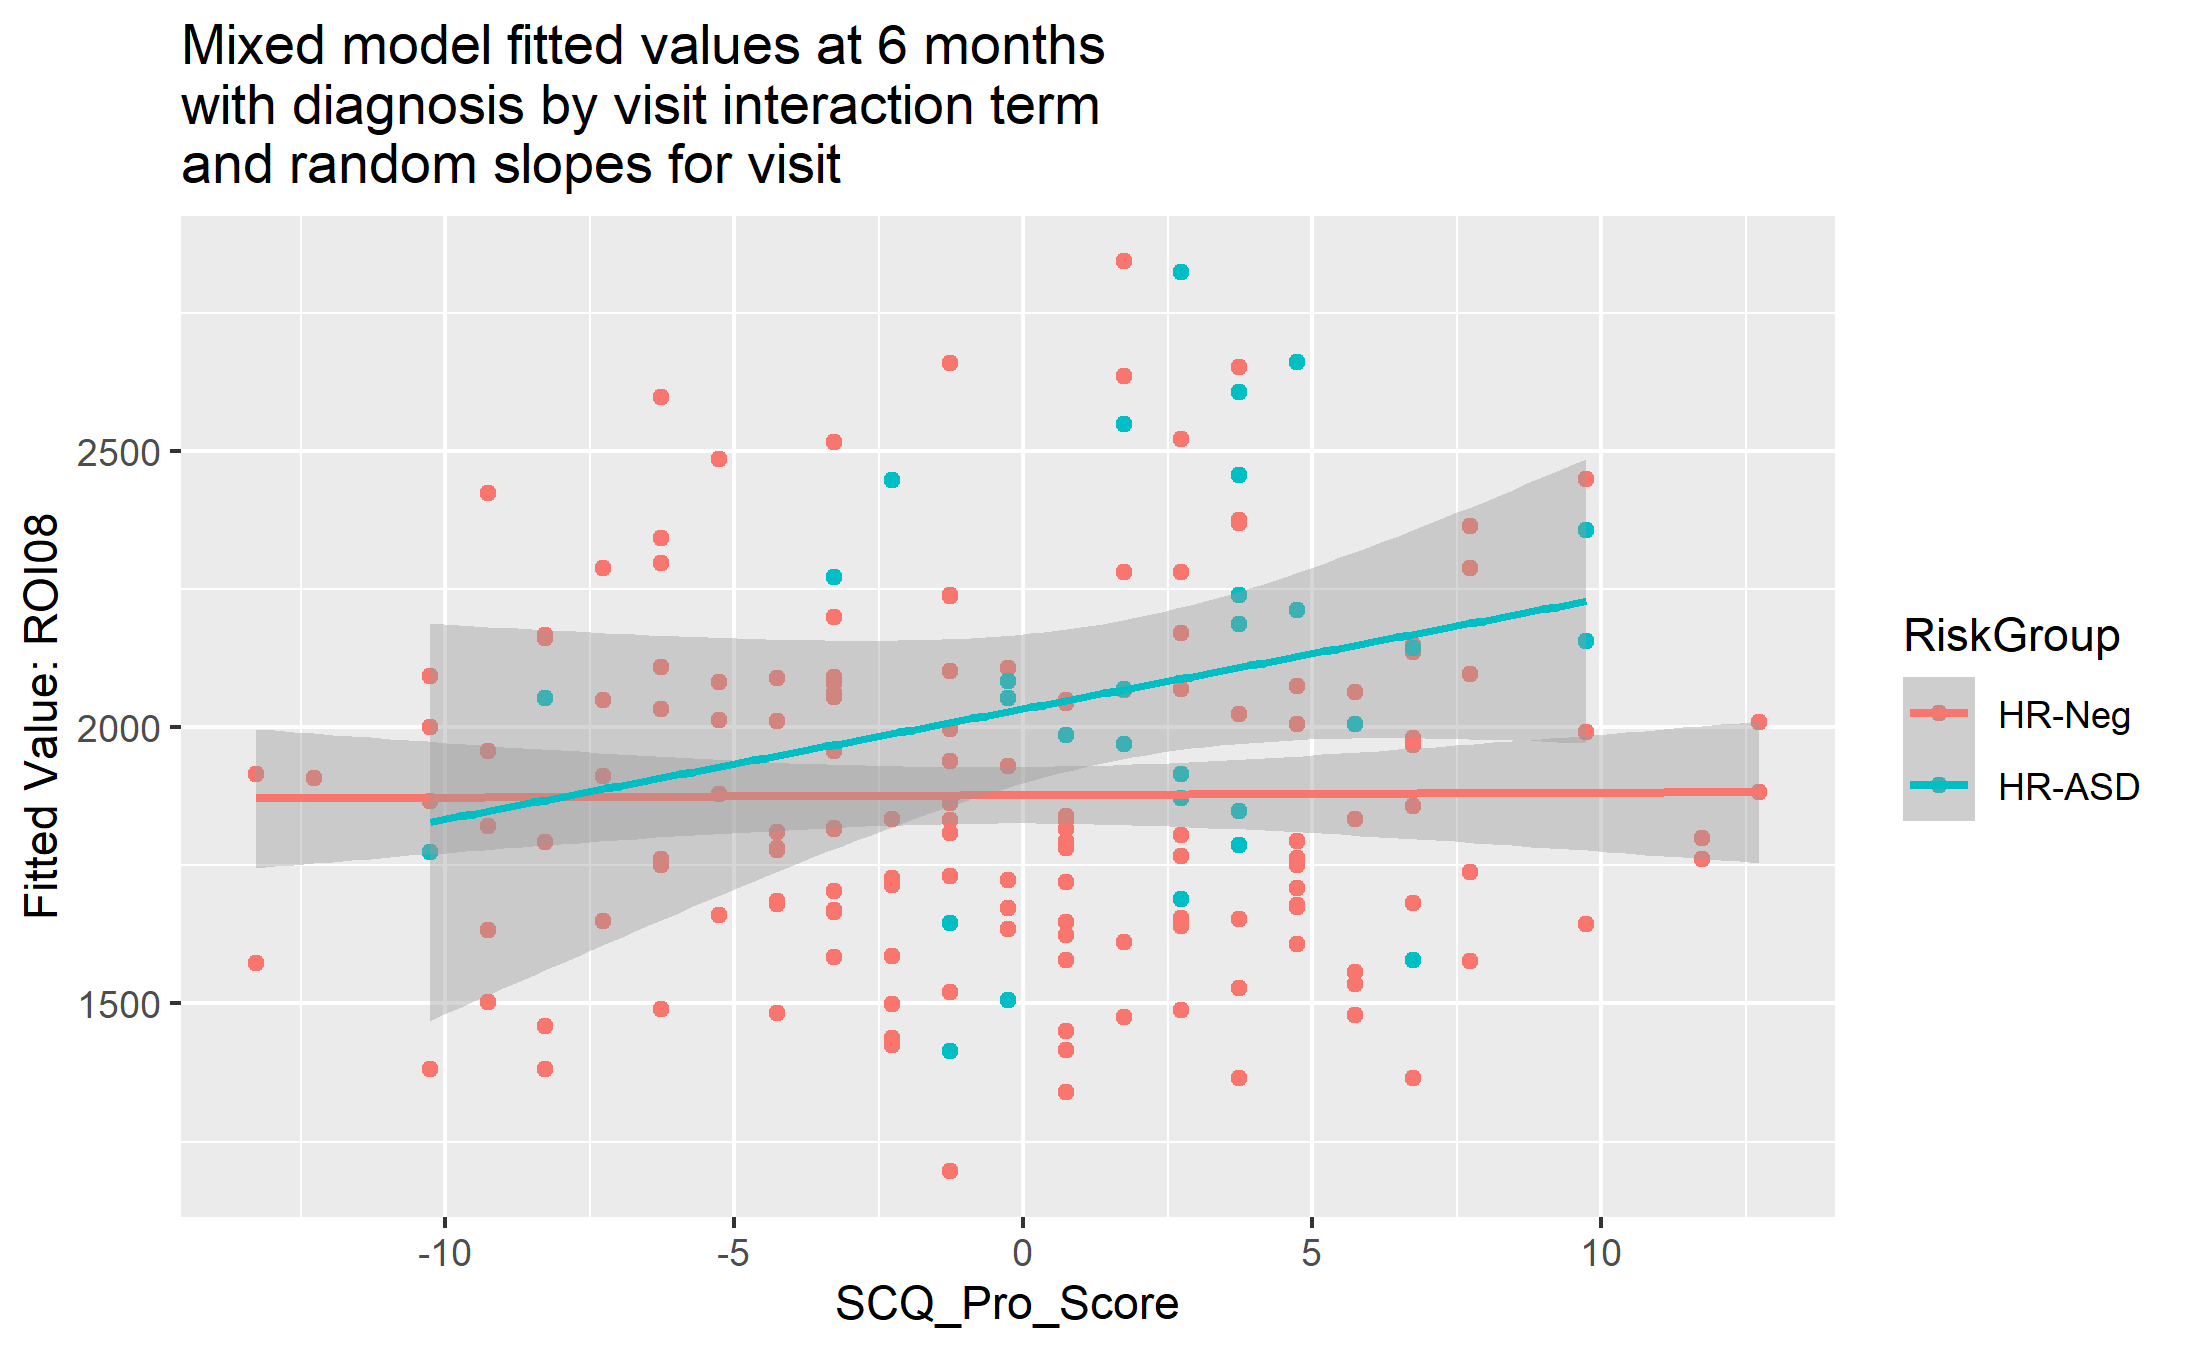 Mixed model fitted values at 6 months
with diagnosis by visit interaction term
and random slopes for visit
Fitted Value: ROI08
2500
2000
1500
-10
-5
0
5
10
SCQ_Pro_Score
RiskGroup
HR-Neg
HR-ASD